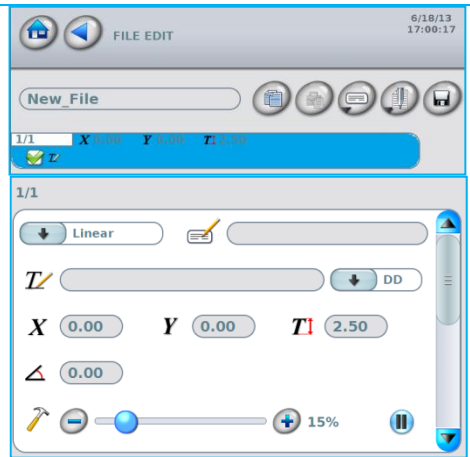 FILE EDIT
6/18/13
17:00:17
New_File
1/1 X 0.00 Y 0.00 T 2.50
T
1/1
Linear
T DD
X 0.00 Y 0.00 T 2.50
0.00
15%